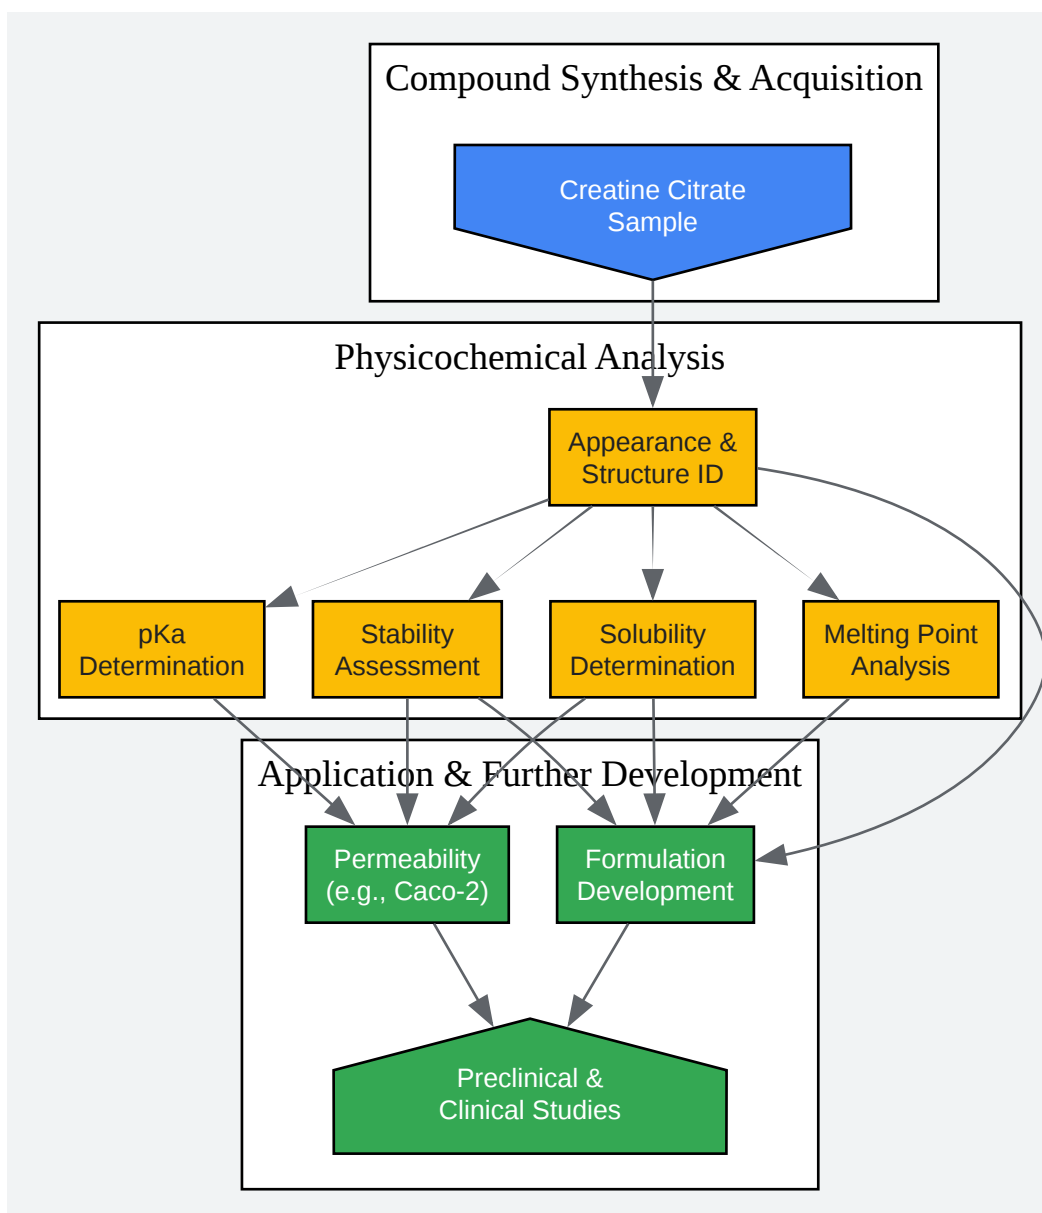 Compound Synthesis & Acquisition
Creatine Citrate
Sample
Physicochemical Analysis
Appearance &
Structure ID
pKa
Determination
Stability
Assessment
Solubility
Determination
Melting Point
Analysis
Application & Further Development
Permeability
(e.g., Caco-2)
Formulation
Development
Preclinical &
Clinical Studies